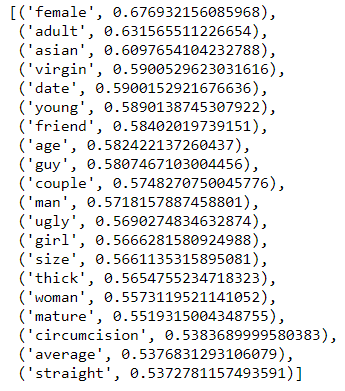 [('female', 0.676932156085968),
('adult', 0.631565511226654),
('asian', 0.6097654104232788),
('virgin', 0.5900529623031616),
('date', 0.5900152921676636),
('young', 0.5890138745307922),
('friend', 0.58402019739151),
('age', 0.582422137260437),
('guy', 0.5807467103004456),
('couple', 0.5748270750045776),
('man', 0.5718157887458801),
('ugly', 0.5690274834632874),
('girl', 0.5666281580924988),
('size', 0.5661135315895081),
('thick', 0.5654755234718323),
('woman', 0.5573119521141052),
('mature', 0.5519315004348755),
('circumcision', 0.5383689999580383),
('average', 0.5376831293106079),
('straight', 0.5372781157493591)]